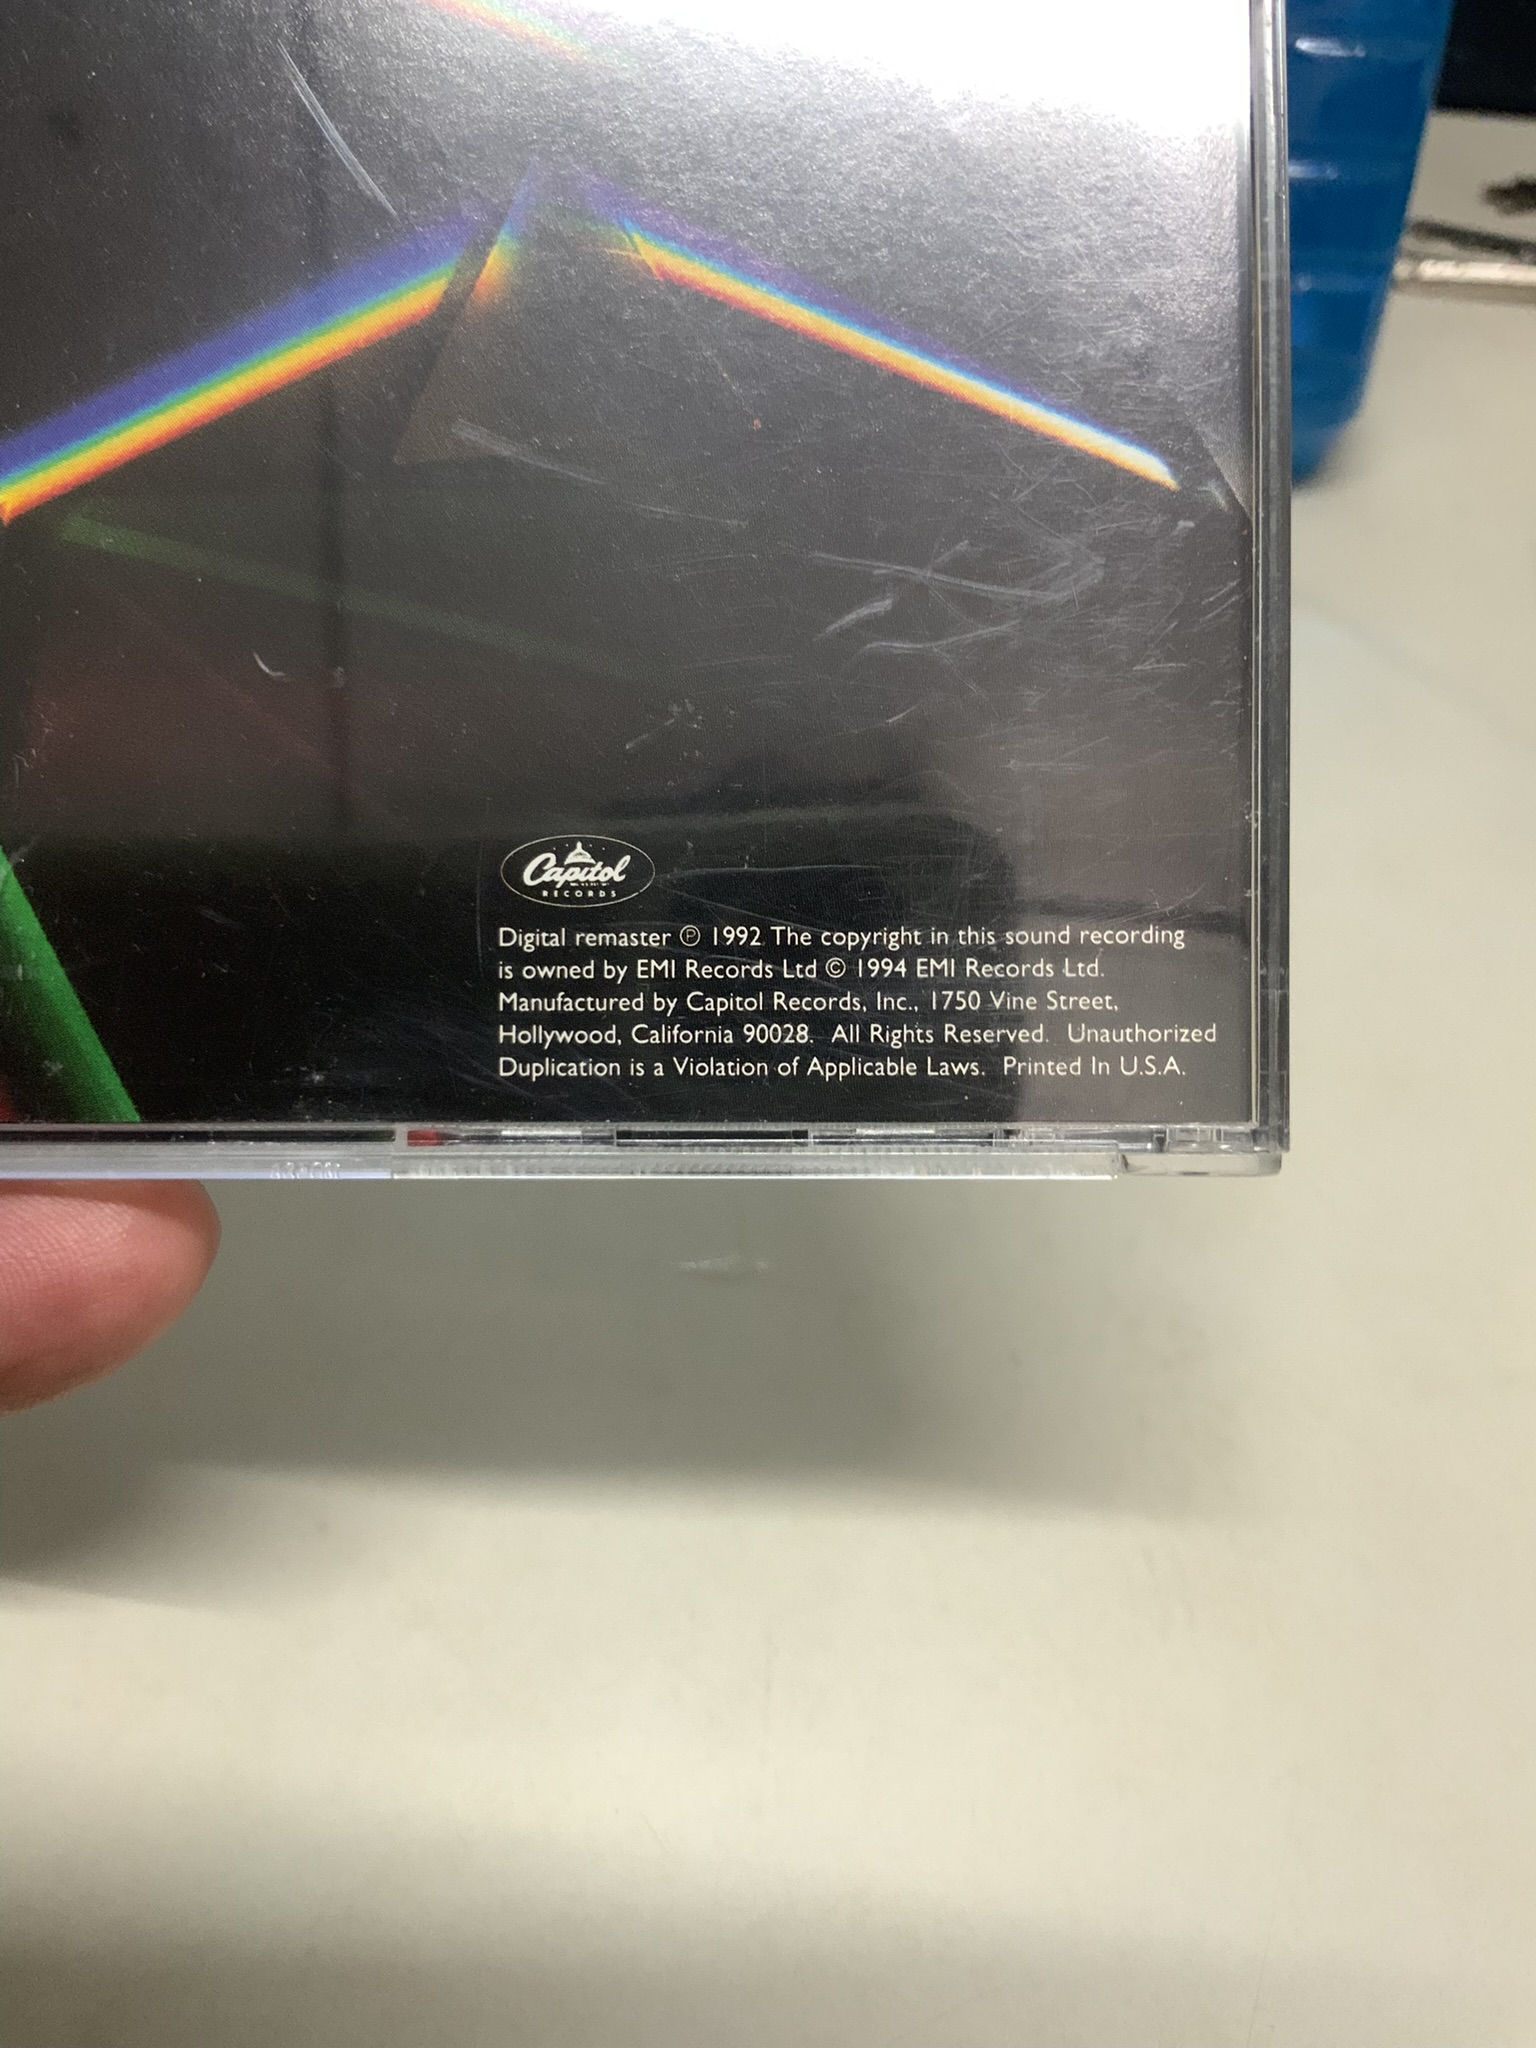 Capitol
RECORDS
Digital remaster ℗ 1992 The copyright in this sound recording
is owned by EMI Records Ltd © 1994 EMI Records Ltd.
Manufactured by Capitol Records, Inc., 1750 Vine Street,
Hollywood, California 90028. All Rights Reserved. Unauthorized
Duplication is a Violation of Applicable Laws. Printed In U.S.A.